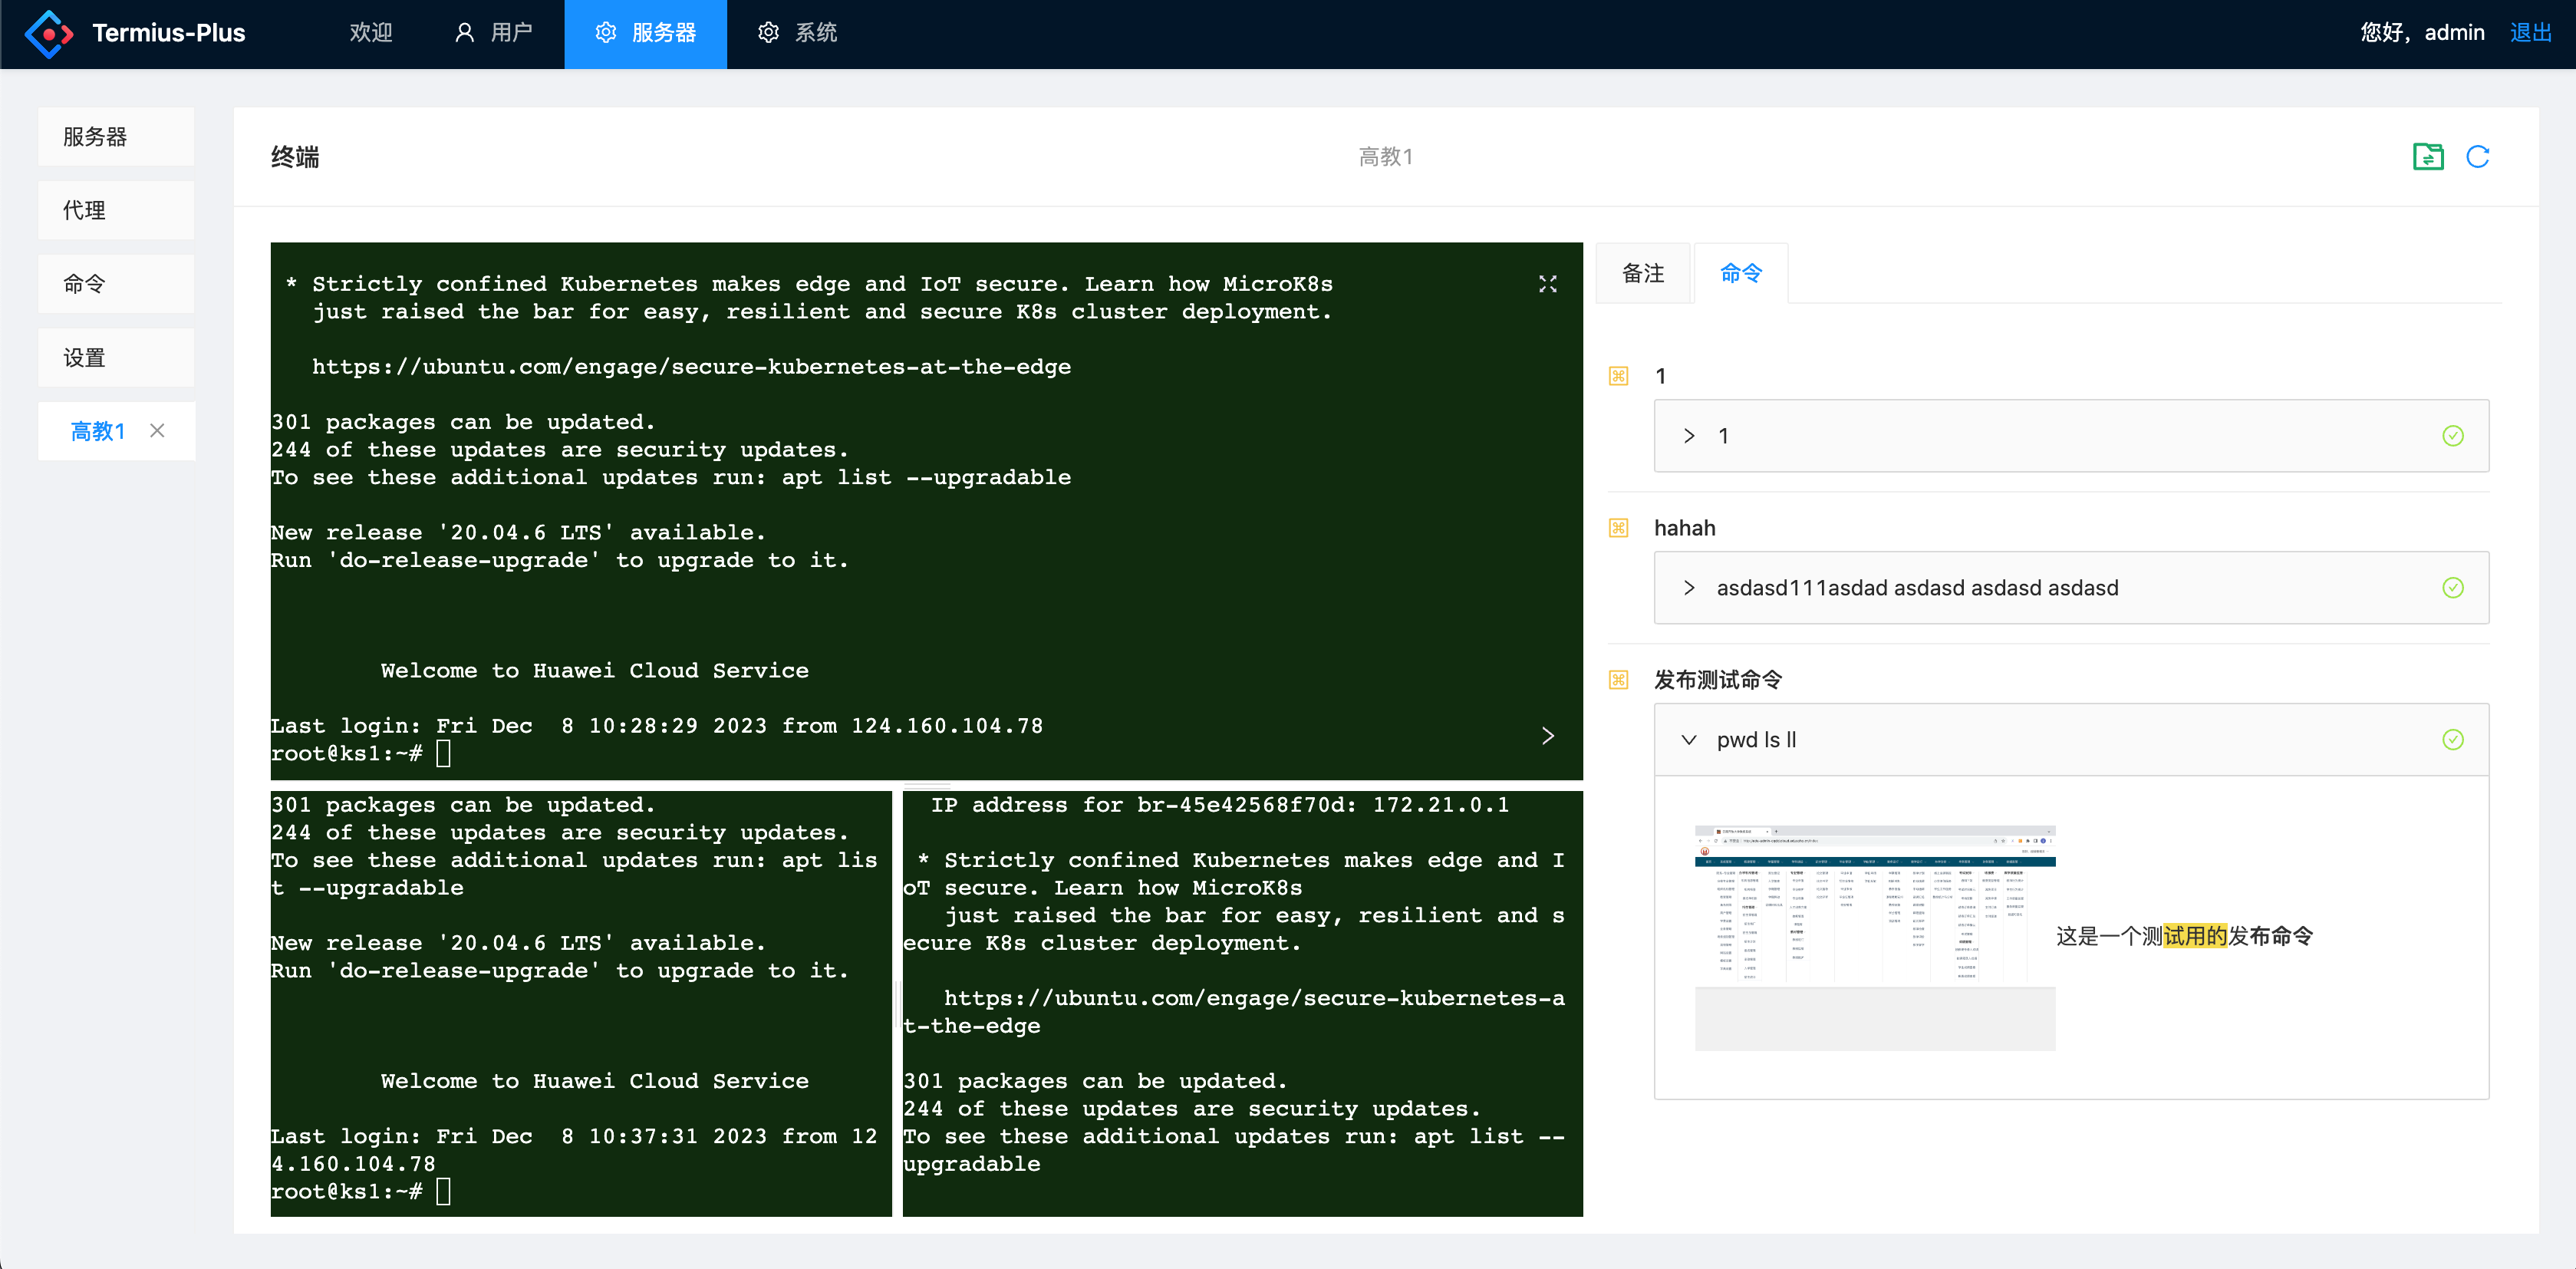 Termius-Plus
欢迎
用户
服务器
系统
您好，admin
退出
服务器
代理
命令
设置
高教1
终端
高教1
* Strictly confined Kubernetes makes edge and IoT secure. Learn how MicroK8s
just raised the bar for easy, resilient and secure K8s cluster deployment.
https://ubuntu.com/engage/secure-kubernetes-at-the-edge
301 packages can be updated.
244 of these updates are security updates.
To see these additional updates run: apt list --upgradable
New release '20.04.6 LTS' available.
Run 'do-release-upgrade' to upgrade to it.
Welcome to Huawei Cloud Service
Last login: Fri Dec  8 10:28:29 2023 from 124.160.104.78
root@ks1:~#
301 packages can be updated.
244 of these updates are security updates.
To see these additional updates run: apt lis
t --upgradable
New release '20.04.6 LTS' available.
Run 'do-release-upgrade' to upgrade to it.
Welcome to Huawei Cloud Service
Last login: Fri Dec  8 10:37:31 2023 from 12
4.160.104.78
root@ks1:~#
IP address for br-45e42568f70d: 172.21.0.1
* Strictly confined Kubernetes makes edge and I
oT secure. Learn how MicroK8s
just raised the bar for easy, resilient and s
ecure K8s cluster deployment.
https://ubuntu.com/engage/secure-kubernetes-a
t-the-edge
301 packages can be updated.
244 of these updates are security updates.
To see these additional updates run: apt list --
upgradable
备注
命令
1
1
hahah
asdasd111asdad asdasd asdasd asdasd
发布测试命令
pwd ls ll
这是一个测试用的发布命令